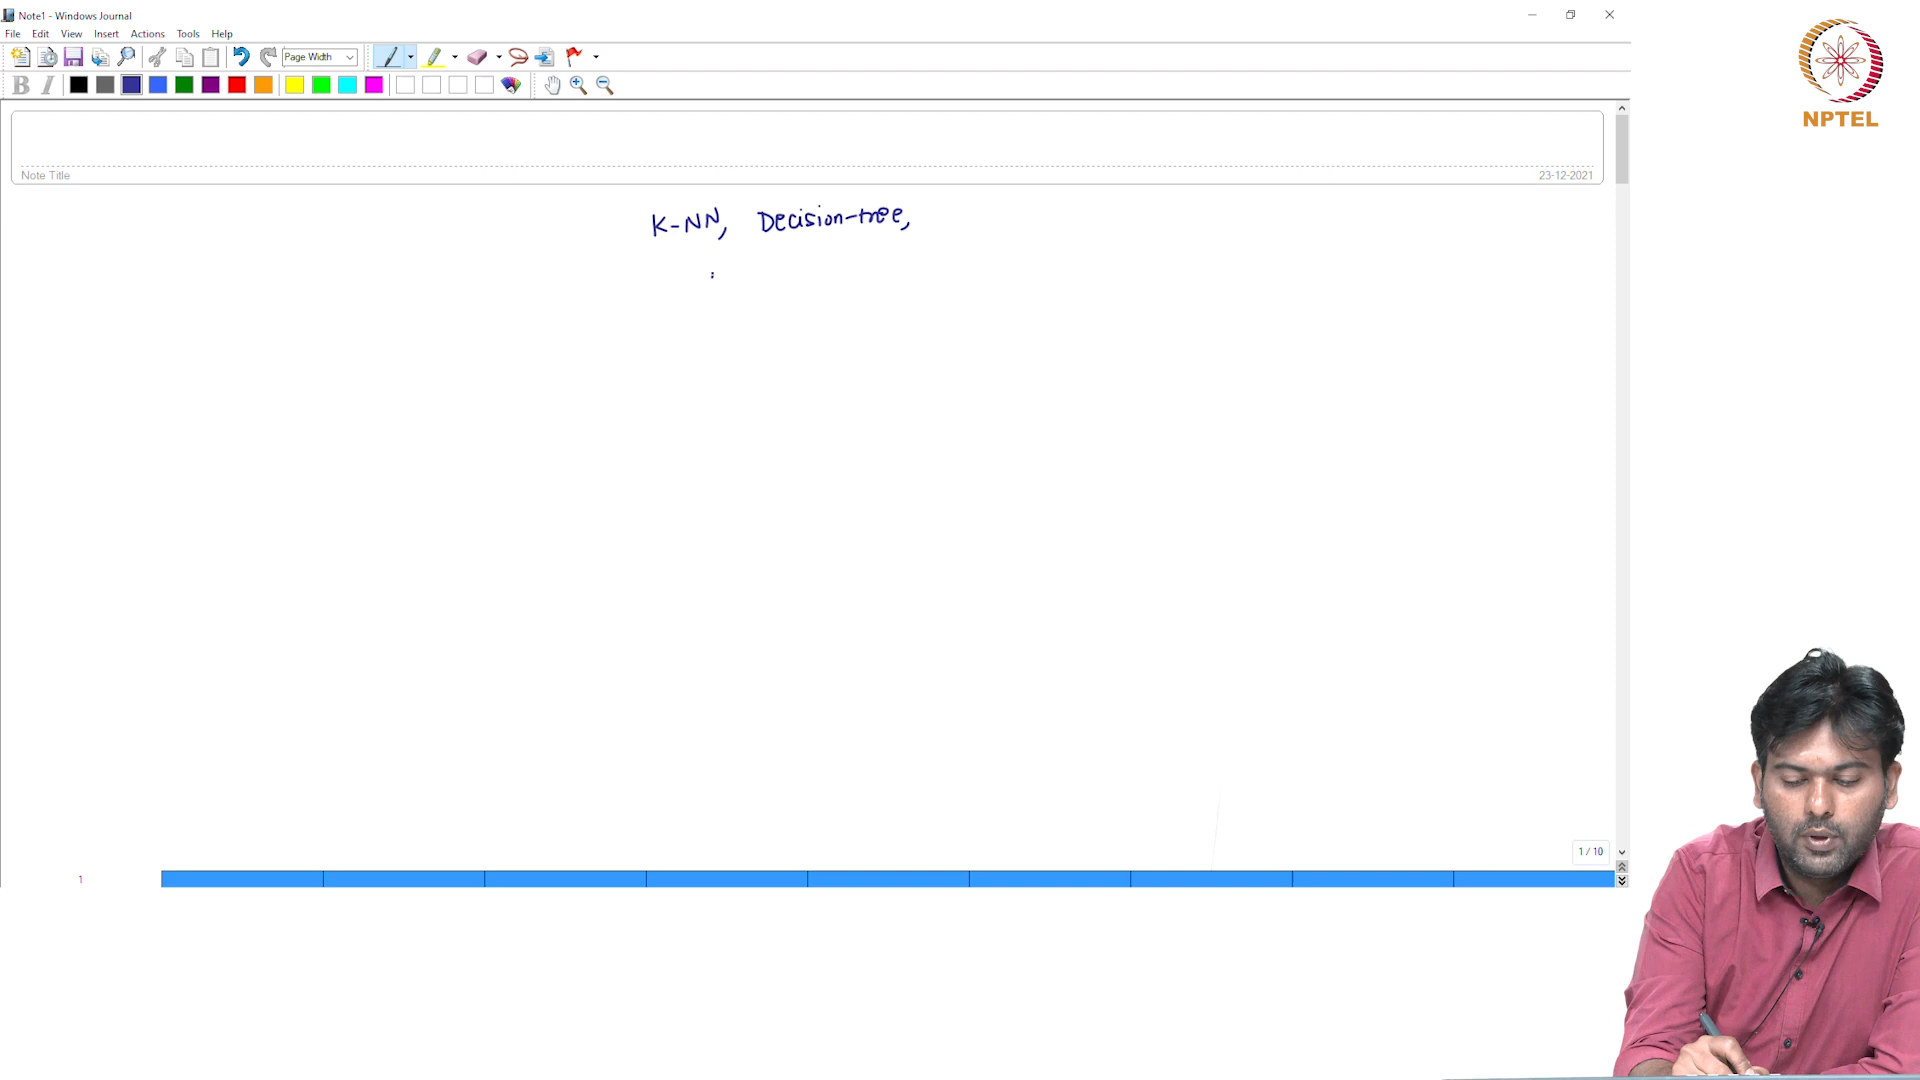 Note1 - Windows Journal
File Edit View Insert Actions Tools Help
Page Width
B I
NPTEL
Note Title
23-12-2021
K-NN, Decision-tree,
1 / 10
1